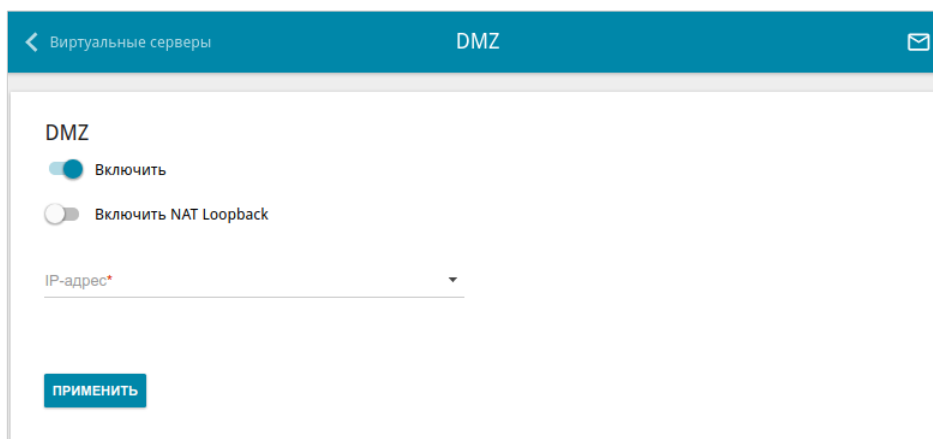 Виртуальные серверы
DMZ
DMZ
Включить
Включить NAT Loopback
IP-адрес*
ПРИМЕНИТЬ